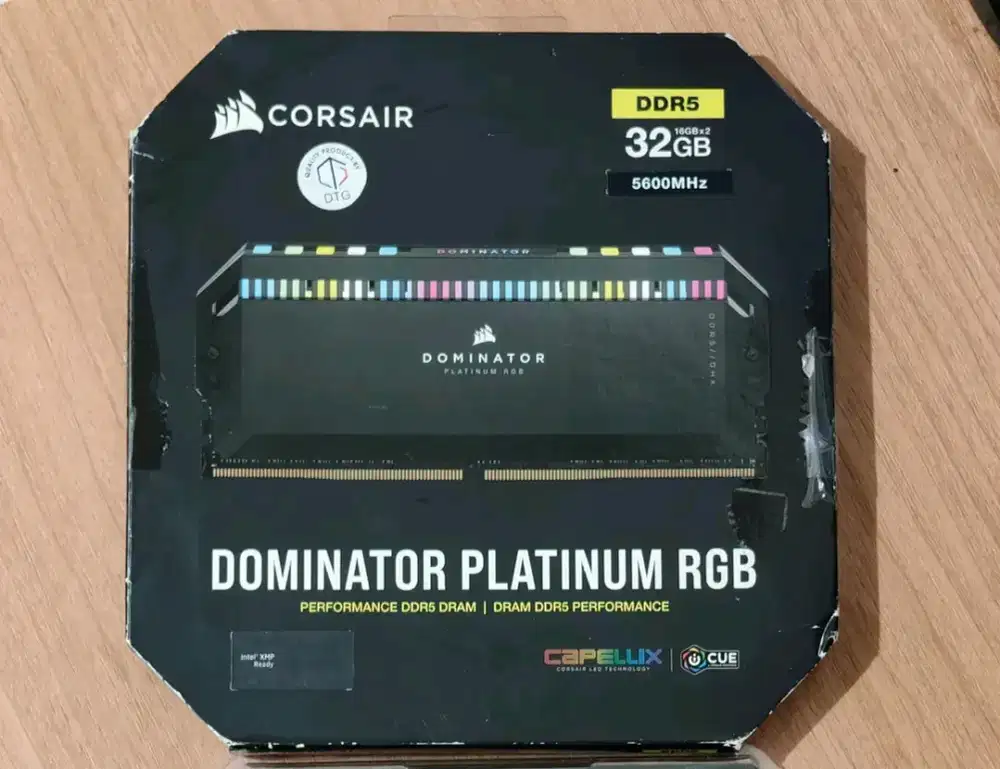 CORSAIR
DDR5
16GBx2
32GB
QUALITY PRODUCT BY
DTG
5600MHz
DOMINATOR
DOMINATOR
PLATINUM RGB
DOMINATOR PLATINUM RGB
PERFORMANCE DDR5 DRAM | DRAM DDR5 PERFORMANCE
intel® XMP
Ready
CAPELLIX
CORSAIR LED TECHNOLOGY
iCUE